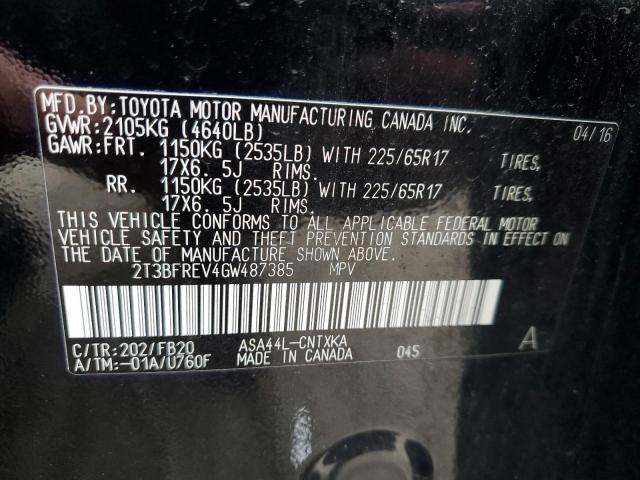 MFD.BY:TOYOTA MOTOR MANUFACTURING CANADA INC. 04/16
GVWR:2105KG (4640LB)
GAWR:FRT. 1150KG (2535LB) WITH 225/65R17 TIRES,
17X6. 5J RIMS.
RR. 1150KG (2535LB) WITH 225/65R17 TIRES,
17X6. 5J RIMS.
THIS VEHICLE CONFORMS TO ALL APPLICABLE FEDERAL MOTOR
VEHICLE SAFETY AND THEFT PREVENTION STANDARDS IN EFFECT ON
THE DATE OF MANUFACTURE SHOWN ABOVE.
2T3BFREV4GW487385 MPV
C/TR:202/FB20 ASA44L-CNTXKA
A/TM:-01A/U760F MADE IN CANADA 045 A